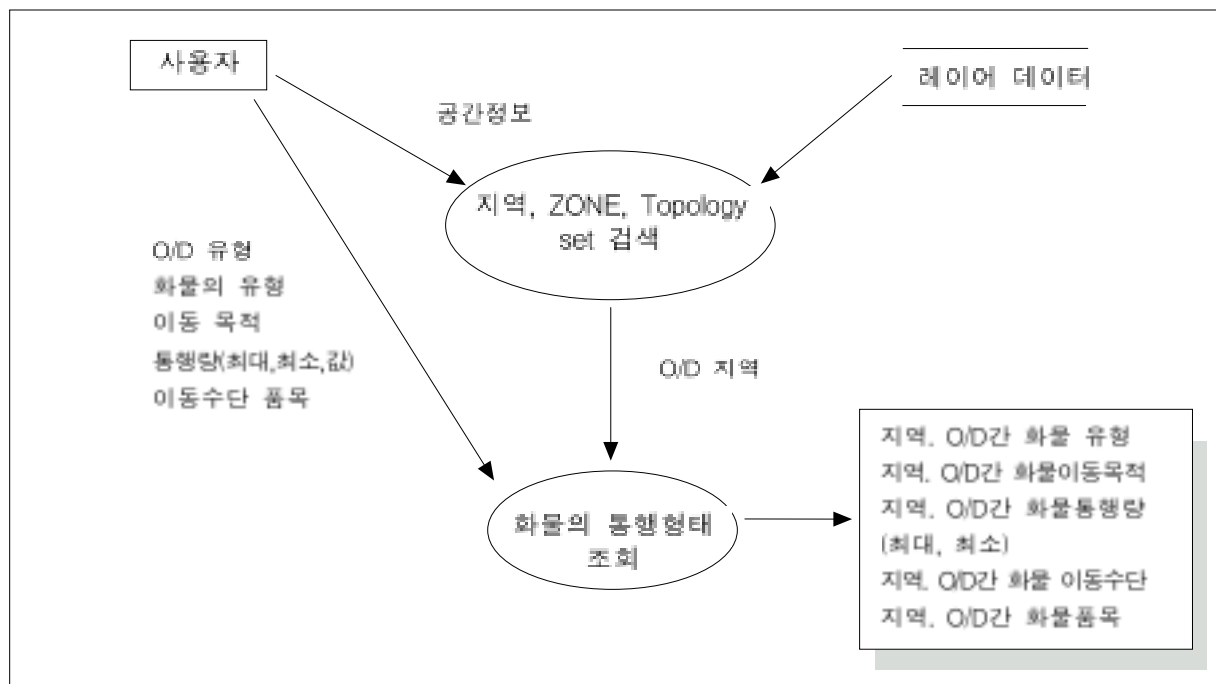 사용자
레이어 데이터
공간정보
지역, ZONE, Topology
set 검색
O/D 유형
화물의 유형
이동 목적
통행량(최대,최소,값)
이동수단 품목
O/D 지역
화물의 통행형태
조회
지역, O/D간 화물 유형
지역, O/D간 화물이동목적
지역, O/D간 화물통행량
(최대, 최소)
지역, O/D간 화물 이동수단
지역, O/D간 화물품목